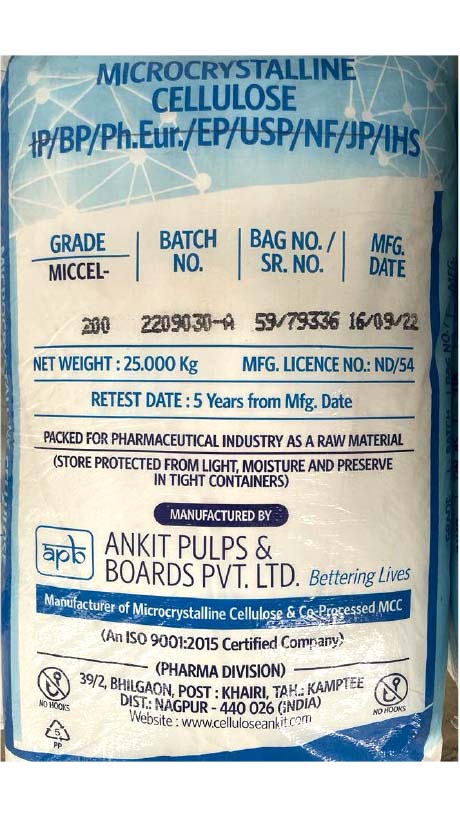 MICROCRYSTALLINE
CELLULOSE
IP/BP/Ph.Eur./EP/USP/NF/JP/IHS
GRADE
MICCEL-
BATCH
NO.
BAG NO. /
SR. NO.
MFG.
DATE
200 2209030-A 59/79336 16/09/22
NET WEIGHT : 25.000 Kg MFG. LICENCE NO.: ND/54
RETEST DATE : 5 Years from Mfg. Date
PACKED FOR PHARMACEUTICAL INDUSTRY AS A RAW MATERIAL
(STORE PROTECTED FROM LIGHT, MOISTURE AND PRESERVE
IN TIGHT CONTAINERS)
MANUFACTURED BY
apb
ANKIT PULPS &
BOARDS PVT. LTD. Bettering Lives
Manufacturer of Microcrystalline Cellulose & Co-Processed MCC
(An ISO 9001:2015 Certified Company)
(PHARMA DIVISION)
39/2, BHILGAON, POST : KHAIRI, TAH.: KAMPTEE
DIST.: NAGPUR - 440 026 (INDIA)
Website : www.celluloseankit.com
NO HOOKS
NO HOOKS
5
PP